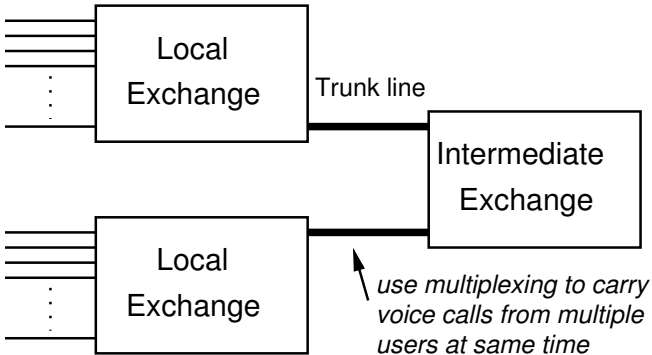 Local
Exchange
Trunk line
Intermediate
Exchange
Local
Exchange
use multiplexing to carry
voice calls from multiple
users at same time